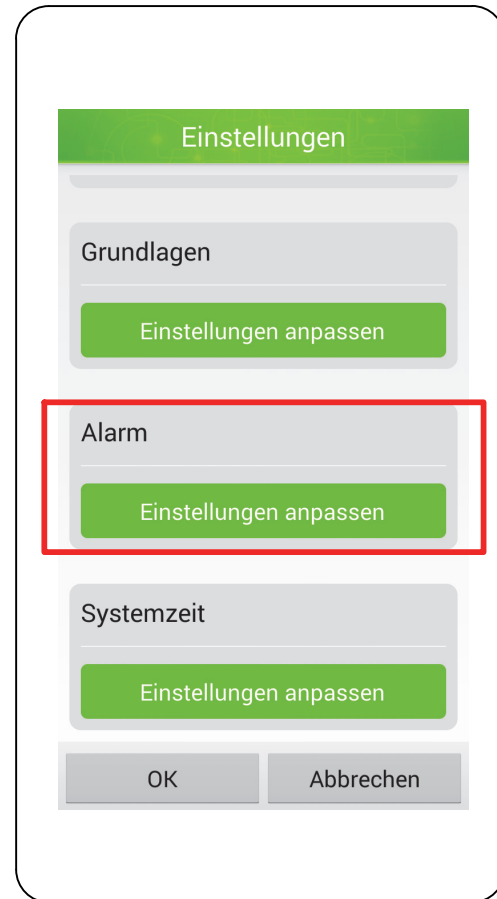 Einstellungen
Grundlagen
Einstellungen anpassen
Alarm
Einstellungen anpassen
Systemzeit
Einstellungen anpassen
OK Abbrechen